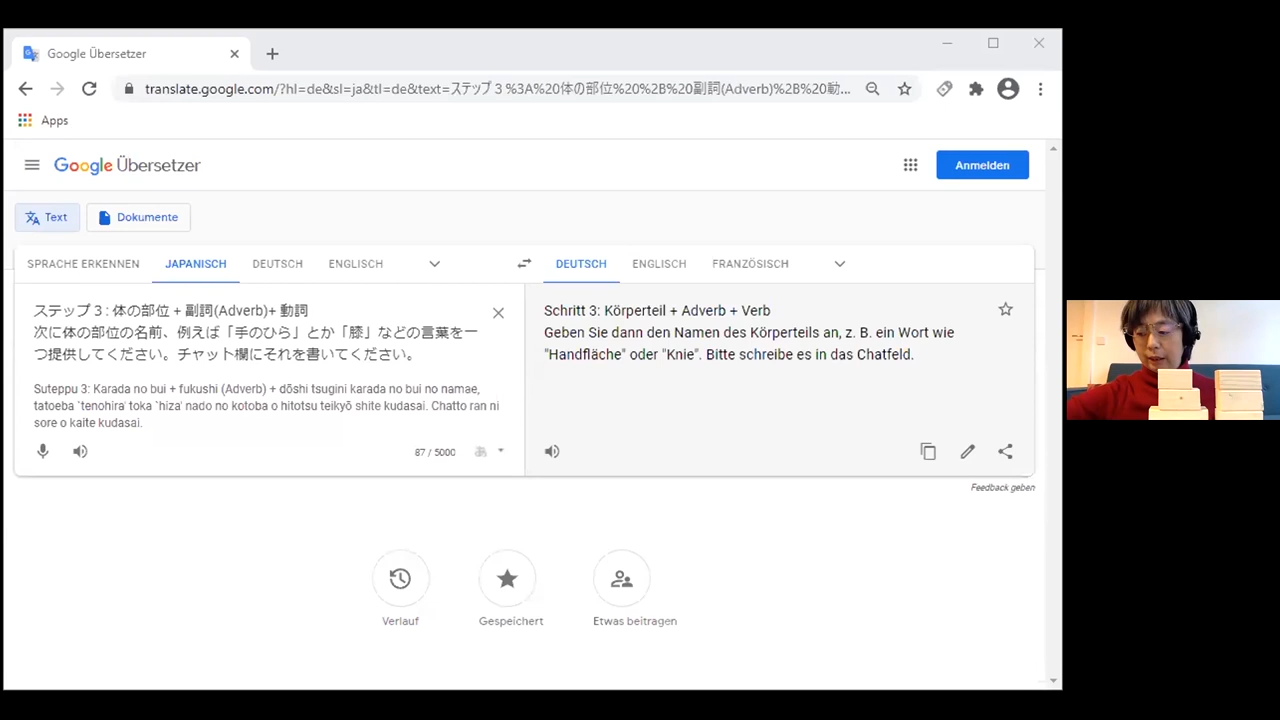 Google Übersetzer
translate.google.com/?hl=de&sl=ja&tl=de&text=ステップ３%3A%20体の部位%20%2B%20副詞(Adverb)%2B%20動...
Apps
Google Übersetzer
Anmelden
Text
Dokumente
SPRACHE ERKENNEN JAPANISCH DEUTSCH ENGLISCH
DEUTSCH ENGLISCH FRANZÖSISCH
ステップ３: 体の部位 + 副詞(Adverb)+ 動詞
次に体の部位の名前、例えば「手のひら」とか「膝」などの言葉を一
つ提供してください。チャット欄にそれを書いてください。
Suteppu 3: Karada no bui + fukushi (Adverb) + dōshi tsugini karada no bui no namae,
tatoeba `tenohira' toka `hiza' nado no kotoba o hitotsu teikyō shite kudasai. Chatto ran ni
sore o kaite kudasai.
87 / 5000
Schritt 3: Körperteil + Adverb + Verb
Geben Sie dann den Namen des Körperteils an, z. B. ein Wort wie
"Handfläche" oder "Knie". Bitte schreibe es in das Chatfeld.
Feedback geben
Verlauf
Gespeichert
Etwas beitragen